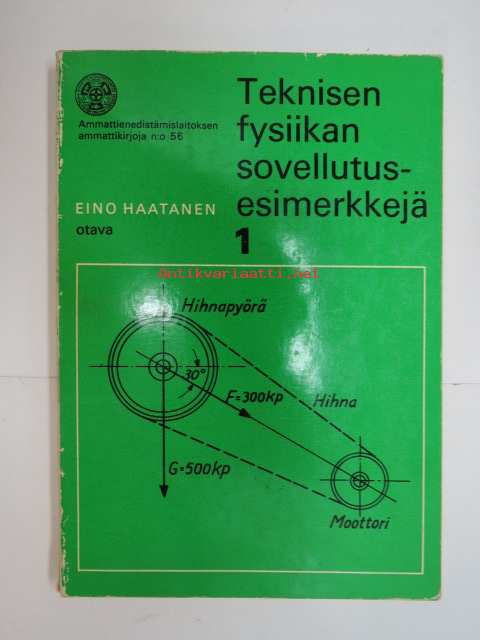 Ammattienedistämislaitoksen
ammattikirjoja n:o 56
Teknisen
fysiikan
sovellutus-
esimerkkejä
1
EINO HAATANEN
otava
Antikvariaatti.net
Hihnapyörä
30°
F=300kp
Hihna
G=500kp
Moottori